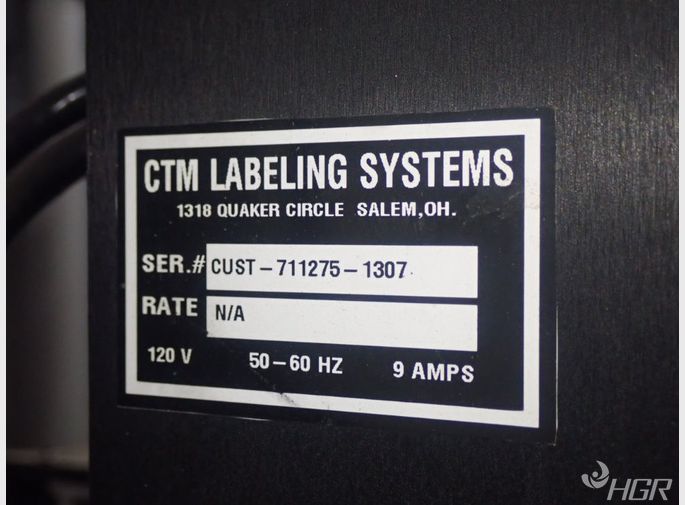 CTM LABELING SYSTEMS
1318 QUAKER CIRCLE SALEM,OH.
SER.# CUST-711275-1307
RATE N/A
120 V 50-60 HZ 9 AMPS
HGR